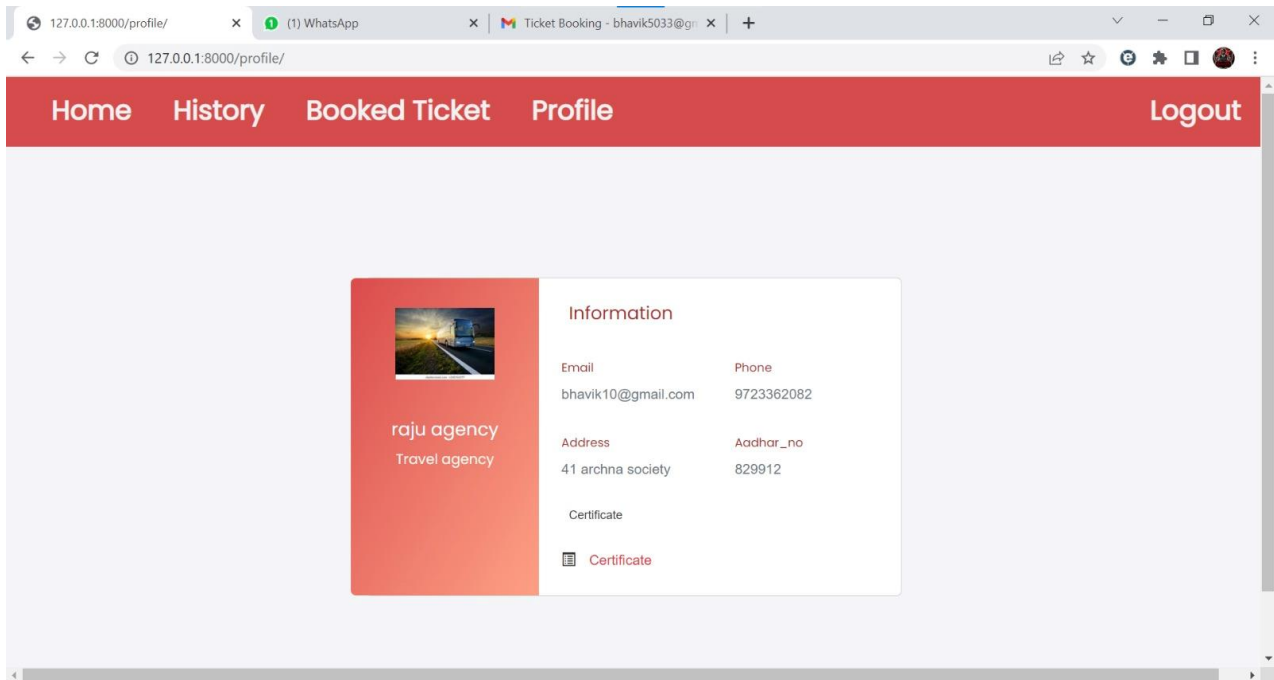 127.0.0.1:8000/profile/
(1) WhatsApp
Ticket Booking - bhavik5033@gm
127.0.0.1:8000/profile/
Home History Booked Ticket Profile Logout
Information
Email Phone
bhavik10@gmail.com 9723362082
raju agency
Travel agency
Address Aadhar_no
41 archna society 829912
Certificate
Certificate